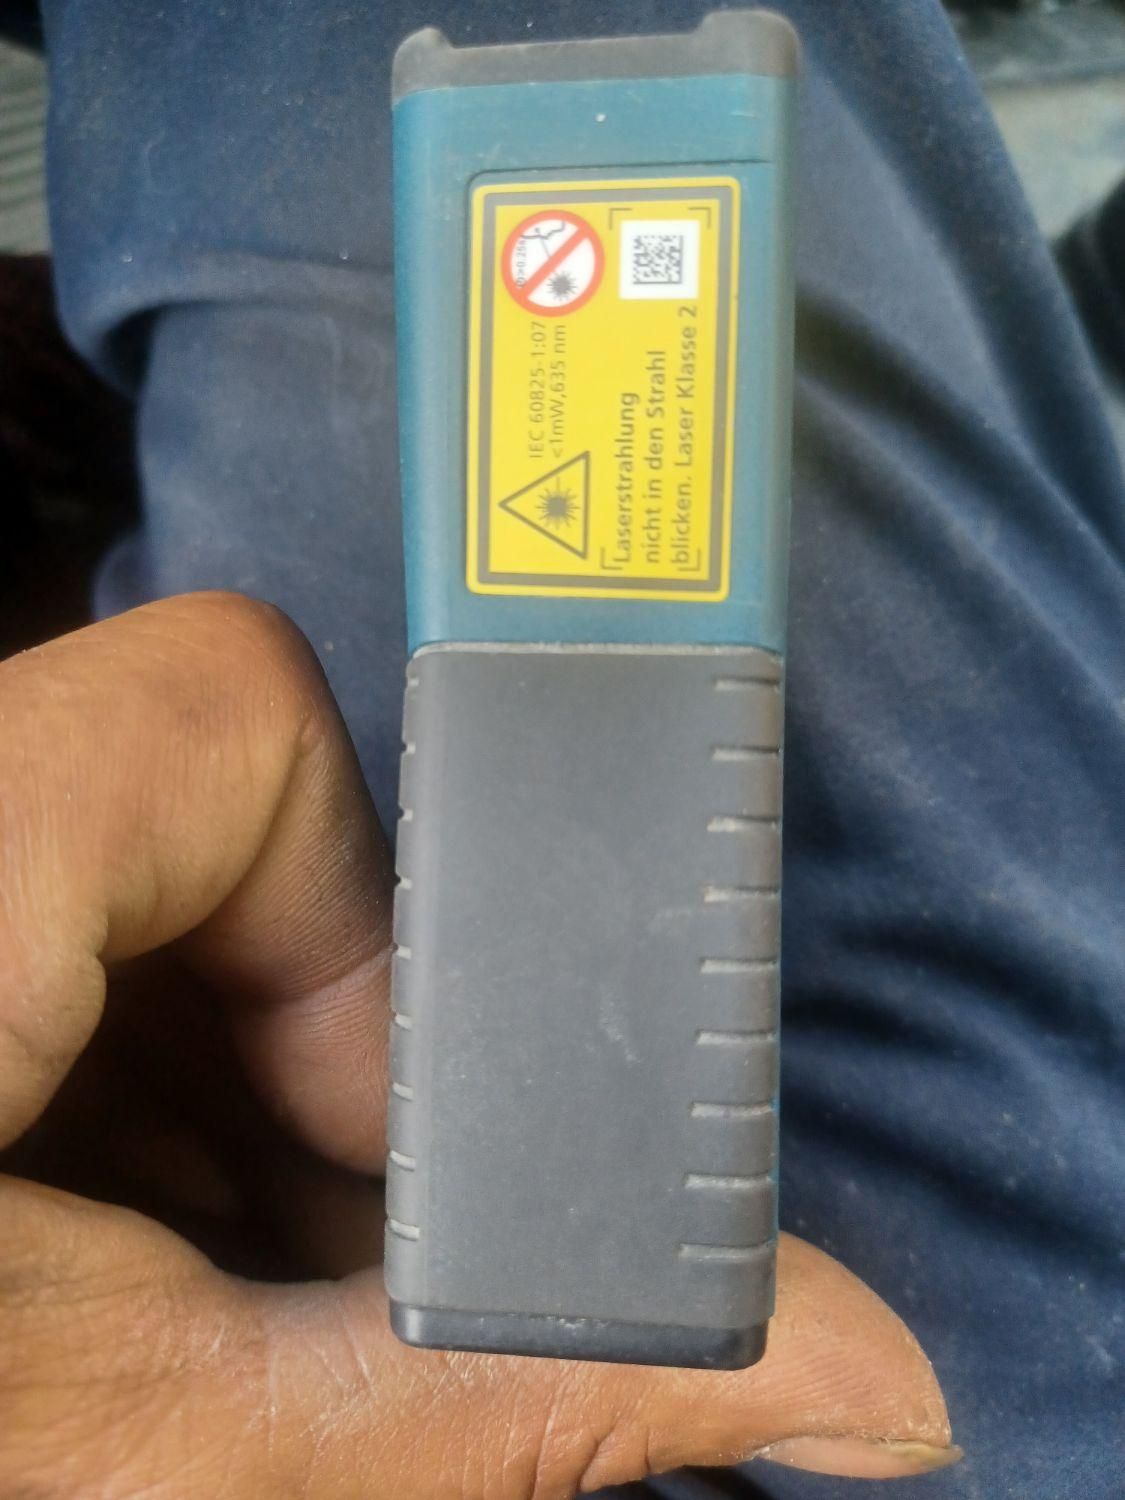 IEC 60825-1:07
<1mW,635 nm
Laserstrahlung
nicht in den Strahl
blicken. Laser Klasse 2